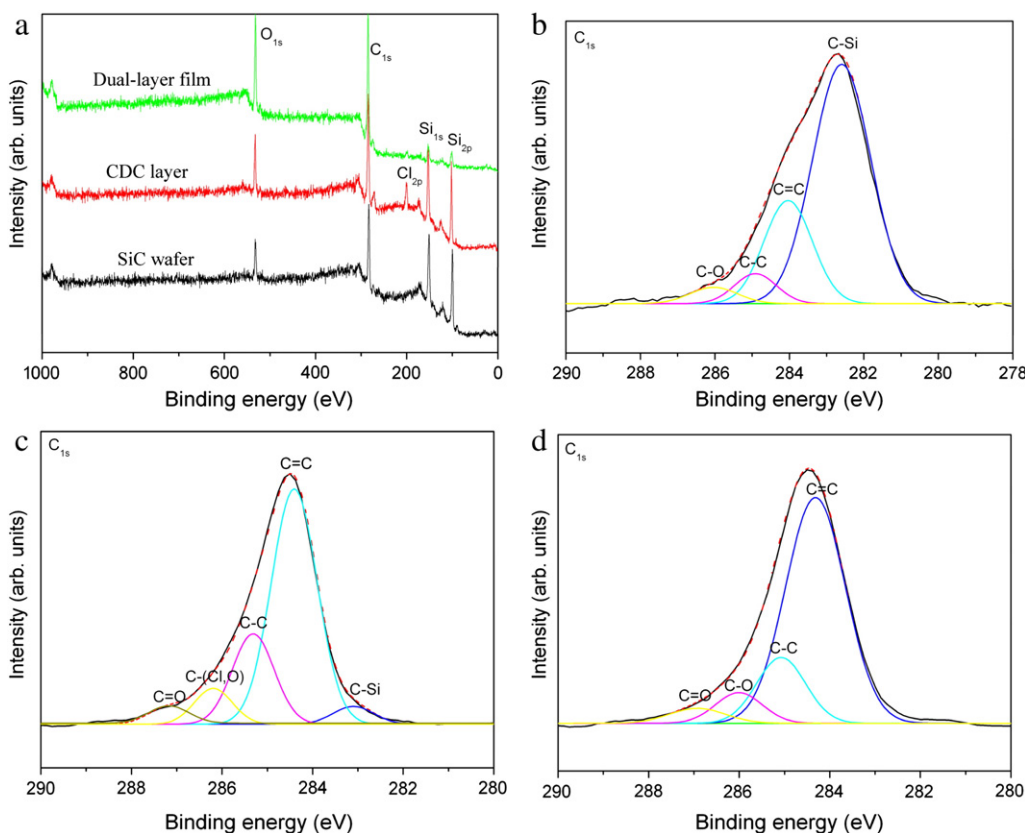 a
O1s
C1s
Dual-layer film
Si1s
Si2p
CDC layer
Cl2p
SiC wafer
Intensity (arb. units)
1000 800 600 400 200 0
Binding energy (eV)
b
C1s
C-Si
C=C
C-C
C-O
Intensity (arb. units)
290 288 286 284 282 280 278
Binding energy (eV)
c
C1s
C=C
C-C
C-(Cl,O)
C=O
C-Si
Intensity (arb. units)
290 288 286 284 282 280
Binding energy (eV)
d
C1s
C=C
C-C
C-O
C=O
Intensity (arb. units)
290 288 286 284 282 280
Binding energy (eV)